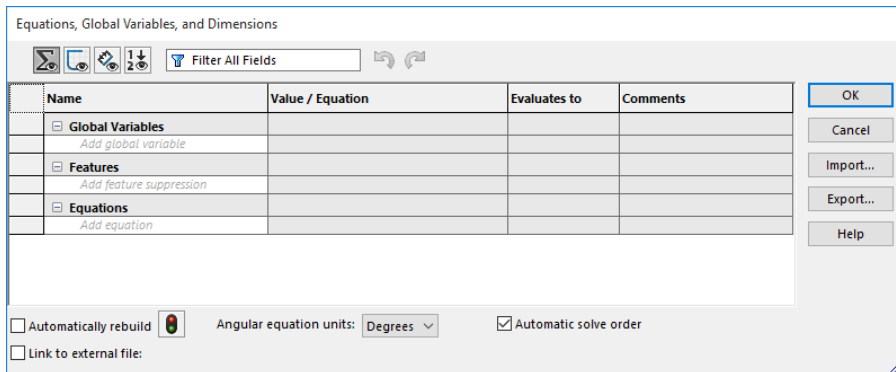 Equations, Global Variables, and Dimensions
Filter All Fields
Name Value / Equation Evaluates to Comments
Global Variables
Add global variable
Features
Add feature suppression
Equations
Add equation
OK
Cancel
Import...
Export...
Help
Automatically rebuild Angular equation units: Degrees Automatic solve order
Link to external file: